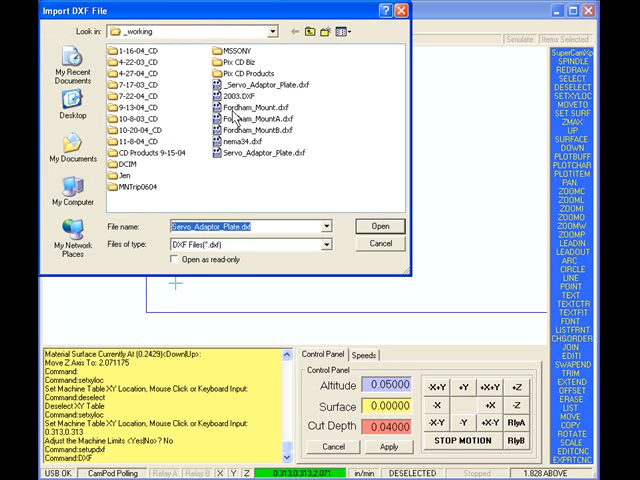 Import DXF File
Look in:
_working
My Recent
Documents
Desktop
My Documents
My Computer
My Network
Places
1-16-04_CD
4-22-03_CD
4-27-04_CD
7-17-03_CD
7-22-04_CD
9-13-04_CD
10-8-03_CD
10-20-04_CD
11-8-04_CD
CD Products 9-15-04
DCIM
Jen
MNTrip0604
MSSONY
Pix CD Biz
Pix CD Products
_Servo_Adaptor_Plate.dxf
2003.DXF
Fordham_Mount.dxf
Fordham_MountA.dxf
Fordham_MountB.dxf
nema34.dxf
Servo_Adaptor_Plate.dxf
File name:
Servo_Adaptor_Plate.dxf
Open
Files of type:
DXF Files(*.dxf)
Cancel
Open as read-only
Simulate
Items Selected
SuperCamXp
SPINDLE
REDRAW
SELECT
DESELECT
SETXYLOC
MOVETO
SET SURF
ZMAX
UP
SURFACE
DOWN
PLOTBUFF
PLOTCHAR
PLOTITEM
PAN
ZOOMC
ZOOML
ZOOMI
ZOOMO
ZOOMW
ZOOMP
LEADIN
LEADOUT
ARC
CIRCLE
LINE
POINT
TEXT
TEXTCTR
TEXTFIT
FONT
LISTFRNT
CHGORDER
JOIN
EDITI
SWAPEND
TRIM
EXTEND
OFFSET
ERASE
LIST
MOVE
COPY
ROTATE
SCALE
EDITCNC
EXPRTCNC
Material Surface Currently At (0.2429)<Down|Up>:
Move Z Axis To: 2.071175
Command:
Command:setxyloc
Set Machine Table XY Location, Mouse Click or Keyboard Input:
Command:deselect
Deselect XY Table
Command:setxyloc
Set Machine Table XY Location, Mouse Click or Keyboard Input:
0.313,0.313
Adjust the Machine Limits <Yes|No> ? No
Command:setupdxf
Command:DXF
Control Panel
Speeds
Control Panel
Altitude
0.05000
Surface
0.00000
Cut Depth
0.04000
Cancel
Apply
-X+Y
+Y
+X+Y
+Z
-X
+X
-Z
-X-Y
-Y
+X-Y
RlyA
STOP MOTION
RlyB
USB OK
CamPod Polling
Relay A
Relay B
X
Y
Z
0.313,0.313,2.071
in/min
DESELECTED
Stopped
1.828 ABOVE